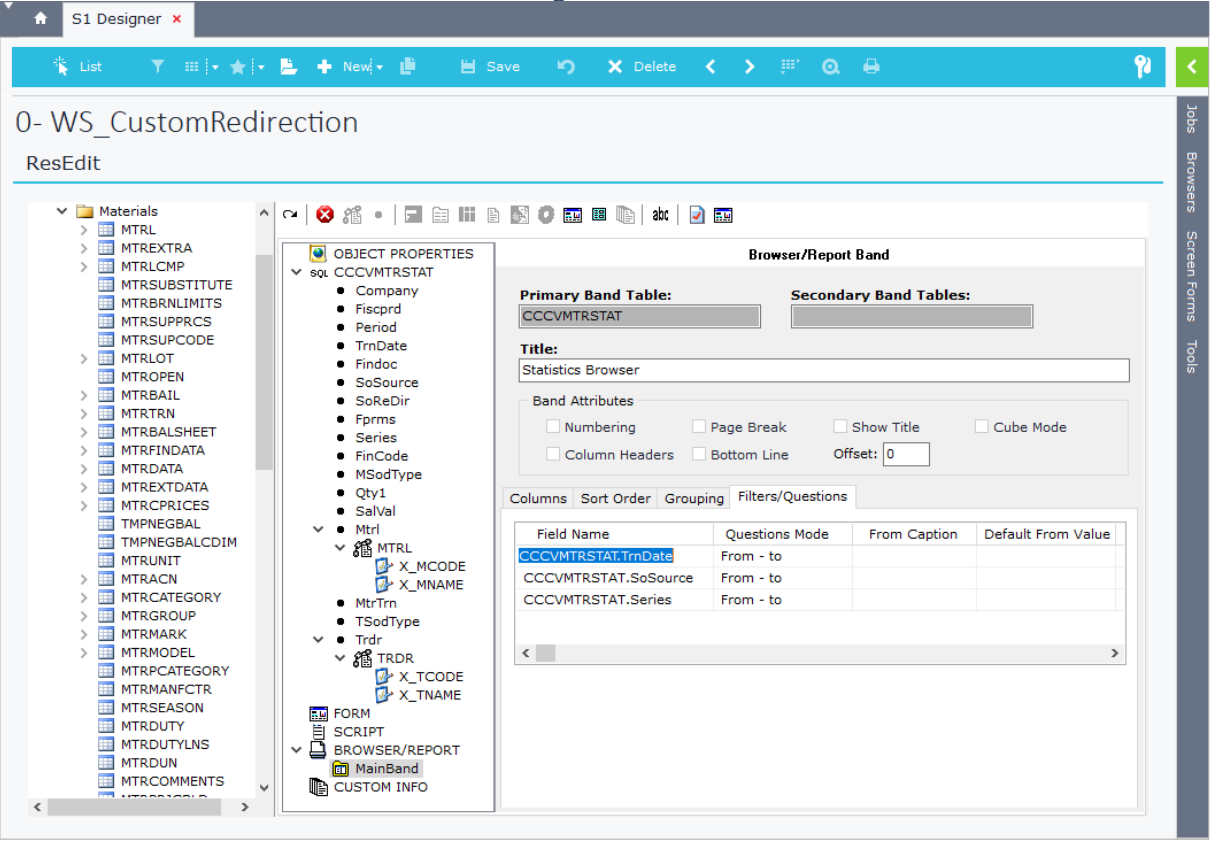 S1 Designer
List
New
Save
Delete
0- WS_CustomRedirection
ResEdit
Jobs
Browsers
Screen Forms
Tools
Materials
MTRL
MTREXTRA
MTRLCMP
MTRSUBSTITUTE
MTRBRNLIMITS
MTRSUPPRCS
MTRSUPCODE
MTRLOT
MTROPEN
MTRBAIL
MTRTRN
MTRBALSHEET
MTRFINDATA
MTRDATA
MTREXTDATA
MTRCPRICES
TMPNEGBAL
TMPNEGBALCDIM
MTRUNIT
MTRACN
MTRCATEGORY
MTRGROUP
MTRMARK
MTRMODEL
MTRPCATEGORY
MTRMANFCTR
MTRSEASON
MTRDUTY
MTRDUTYLNS
MTRDUN
MTRCOMMENTS
abc
OBJECT PROPERTIES
SQL CCCVMTRSTAT
Company
Fiscprd
Period
TrnDate
Findoc
SoSource
SoReDir
Fprms
Series
FinCode
MSodType
Qty1
SalVal
Mtrl
MTRL
X_MCODE
X_MNAME
MtrTrn
TSodType
Trdr
TRDR
X_TCODE
X_TNAME
FORM
SCRIPT
BROWSER/REPORT
MainBand
CUSTOM INFO
Browser/Report Band
Primary Band Table: Secondary Band Tables:
CCCVMTRSTAT
Title:
Statistics Browser
Band Attributes
Numbering Page Break Show Title Cube Mode
Column Headers Bottom Line Offset: 0
Columns Sort Order Grouping Filters/Questions
Field Name Questions Mode From Caption Default From Value
CCCVMTRSTAT.TrnDate From - to
CCCVMTRSTAT.SoSource From - to
CCCVMTRSTAT.Series From - to